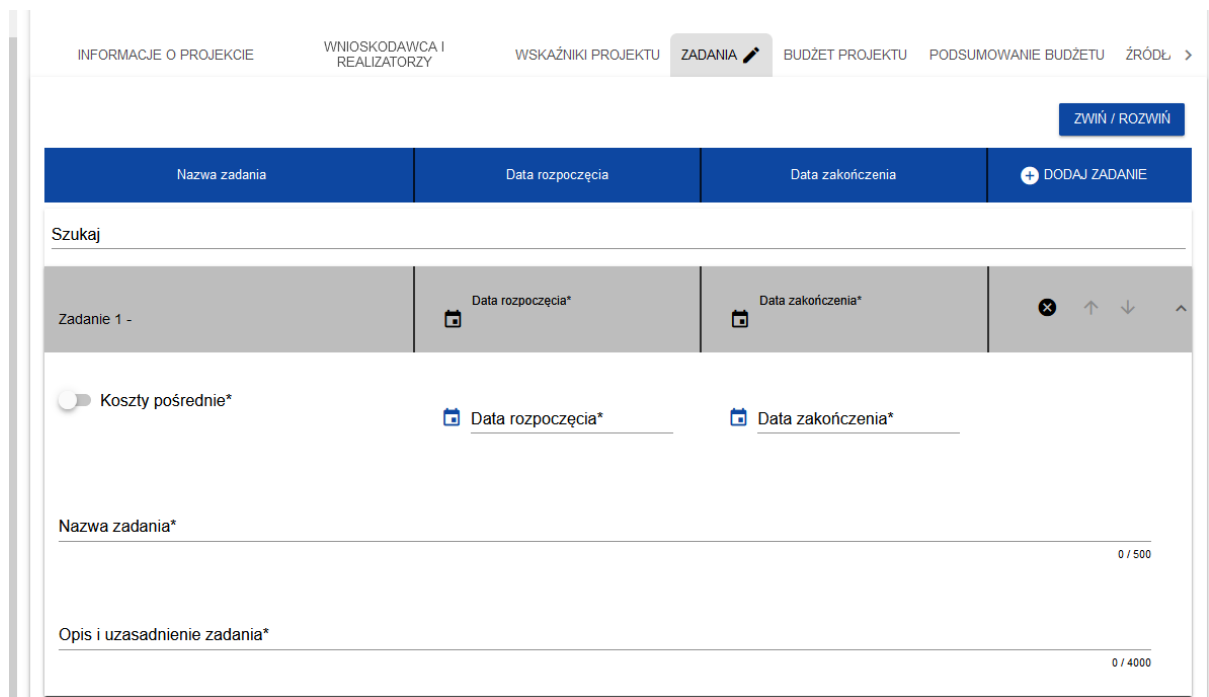 INFORMACJE O PROJEKCIE
WNIOSKODAWCA I
REALIZATORZY
WSKAŹNIKI PROJEKTU
ZADANIA
BUDŻET PROJEKTU
PODSUMOWANIE BUDŻETU
ŹRÓDŁ
ZWIŃ / ROZWIŃ
Nazwa zadania
Data rozpoczęcia
Data zakończenia
DODAJ ZADANIE
Szukaj
Zadanie 1 -
Data rozpoczęcia*
Data zakończenia*
Koszty pośrednie*
Data rozpoczęcia*
Data zakończenia*
Nazwa zadania*
0 / 500
Opis i uzasadnienie zadania*
0 / 4000